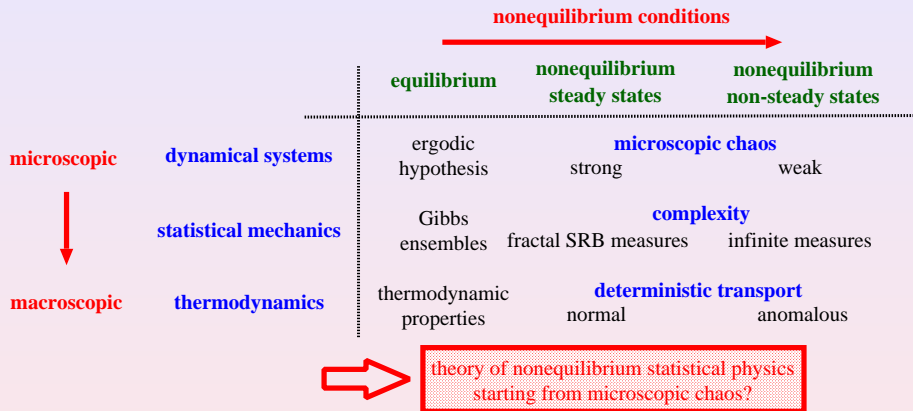 nonequilibrium conditions
equilibrium
nonequilibrium
steady states
nonequilibrium
non-steady states
microscopic
dynamical systems
ergodic
hypothesis
microscopic chaos
strong
weak
statistical mechanics
Gibbs
ensembles
complexity
fractal SRB measures
infinite measures
macroscopic
thermodynamics
thermodynamic
properties
deterministic transport
normal
anomalous
theory of nonequilibrium statistical physics
starting from microscopic chaos?